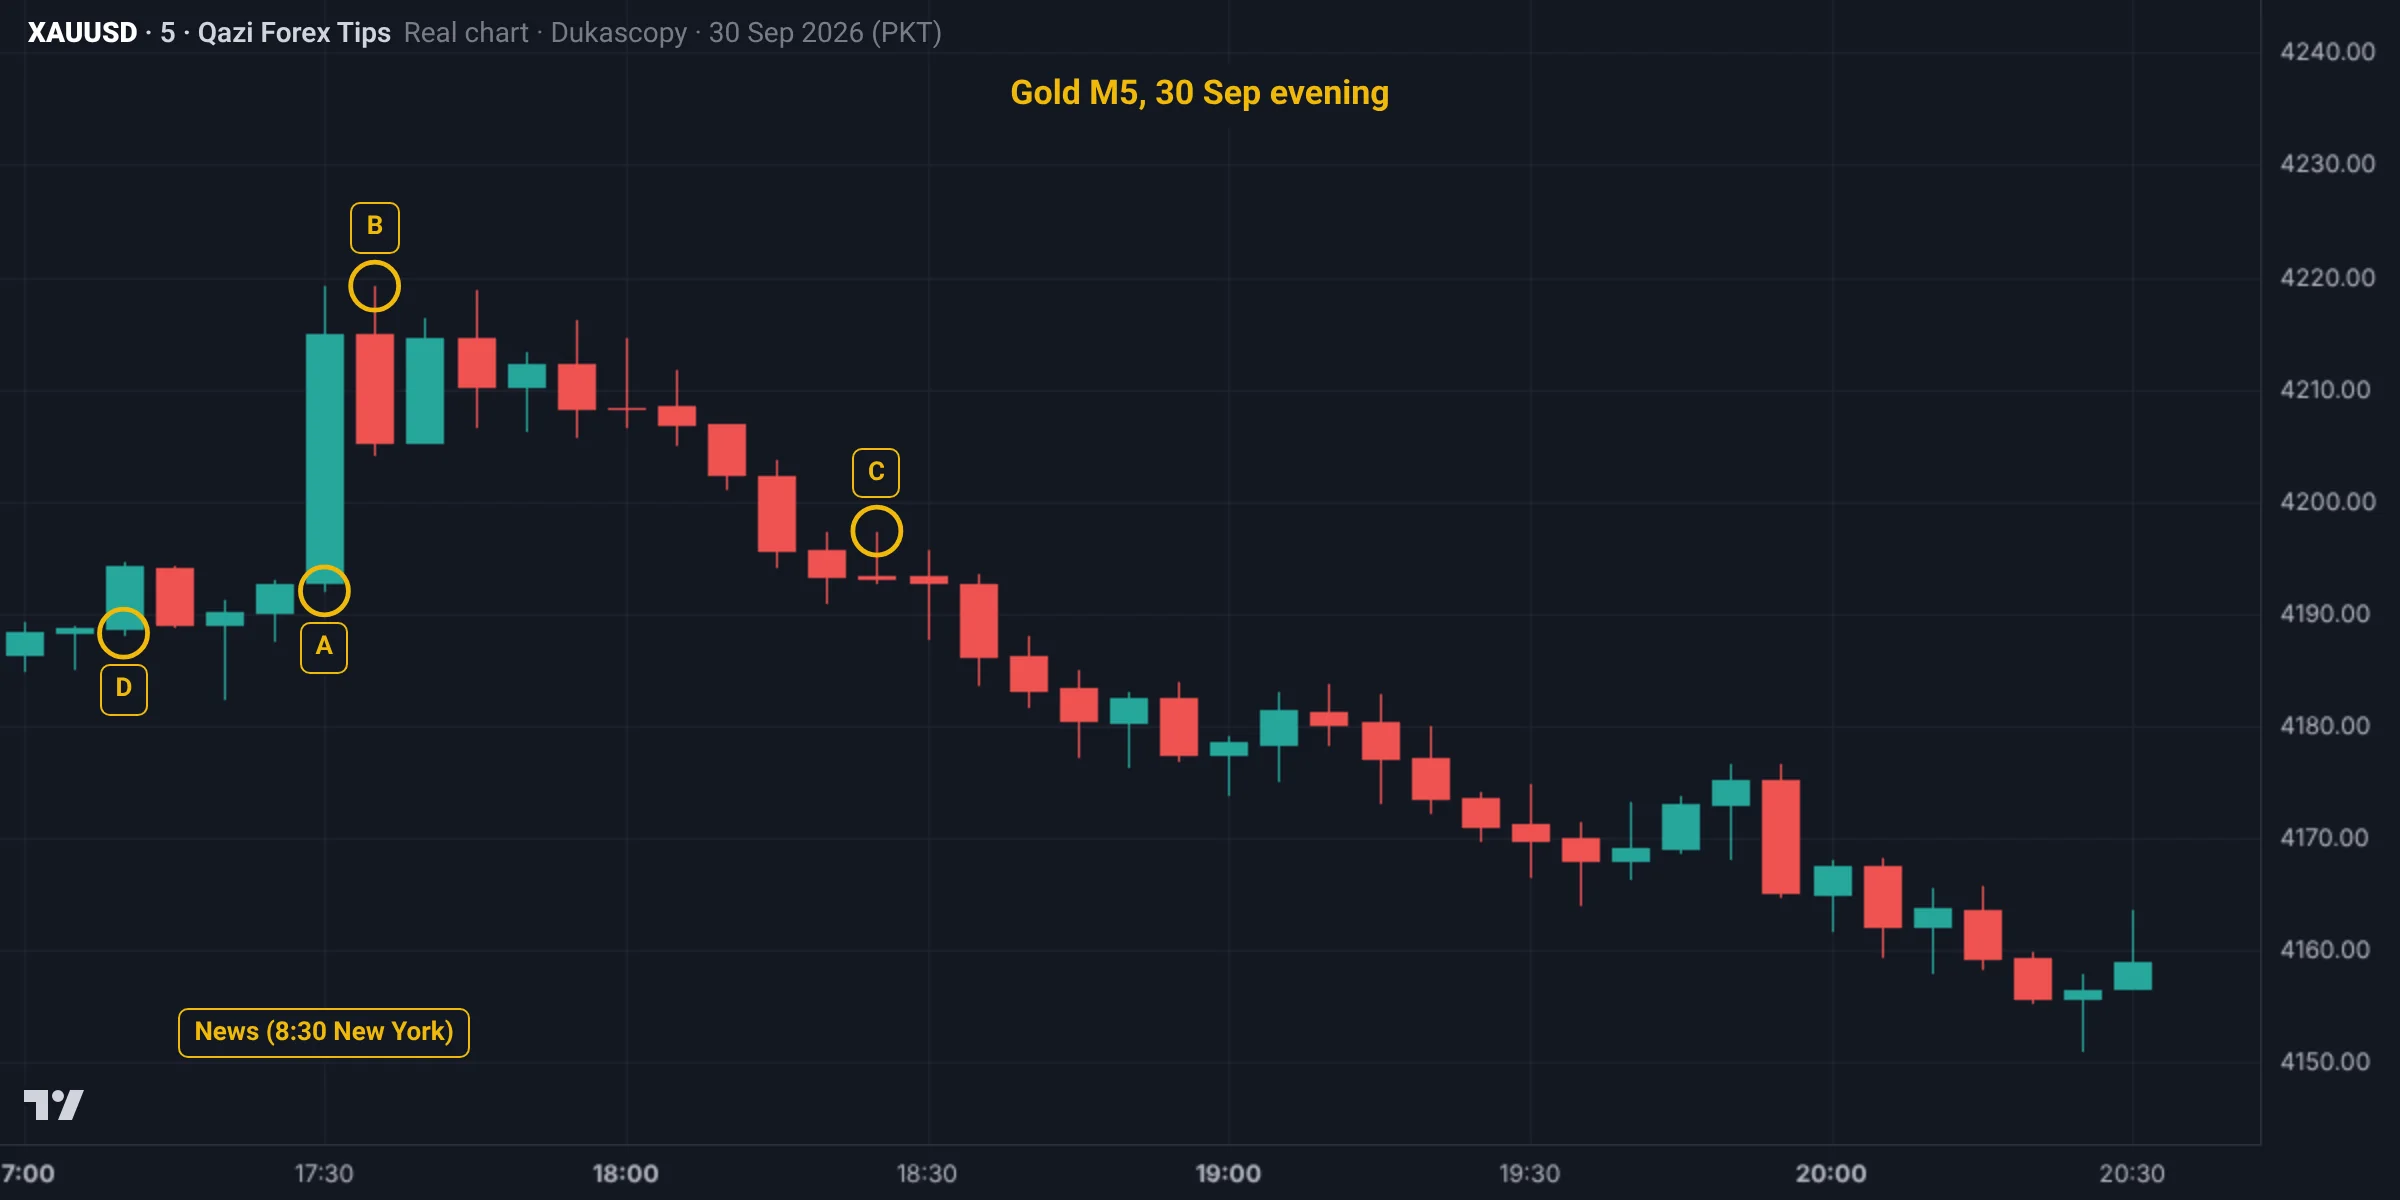 XAUUSD · 5 · Qazi Forex Tips Real chart · Dukascopy · 30 Sep 2026 (PKT)
Gold M5, 30 Sep evening
4240.00
4230.00
4220.00
4210.00
4200.00
4190.00
4180.00
4170.00
4160.00
4150.00
B
C
A
D
News (8:30 New York)
7:00 17:30 18:00 18:30 19:00 19:30 20:00 20:30